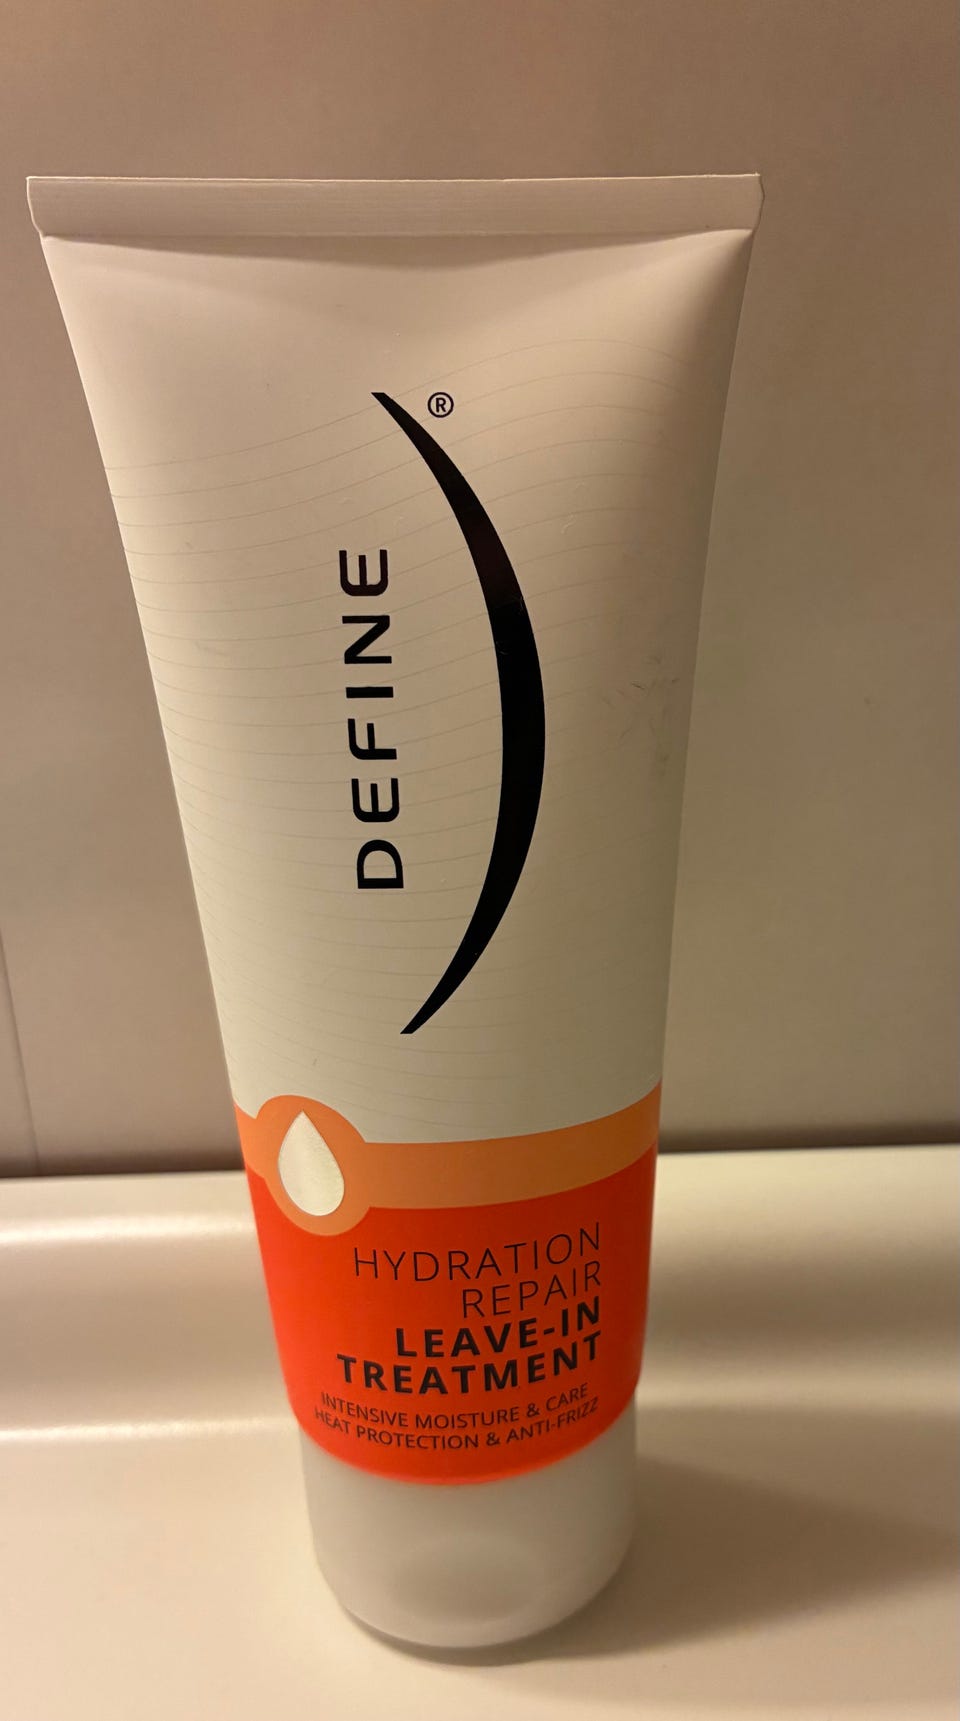 DEFINE®
HYDRATION
REPAIR
LEAVE-IN
TREATMENT
INTENSIVE MOISTURE & CARE
HEAT PROTECTION & ANTI-FRIZZ